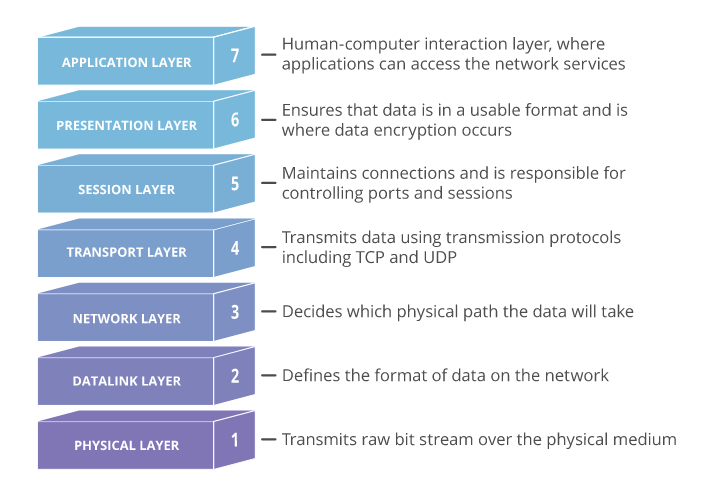 APPLICATION LAYER
7
Human-computer interaction layer, where
applications can access the network services
PRESENTATION LAYER
6
Ensures that data is in a usable format and is
where data encryption occurs
SESSION LAYER
5
Maintains connections and is responsible for
controlling ports and sessions
TRANSPORT LAYER
4
Transmits data using transmission protocols
including TCP and UDP
NETWORK LAYER
3
Decides which physical path the data will take
DATALINK LAYER
2
Defines the format of data on the network
PHYSICAL LAYER
1
Transmits raw bit stream over the physical medium